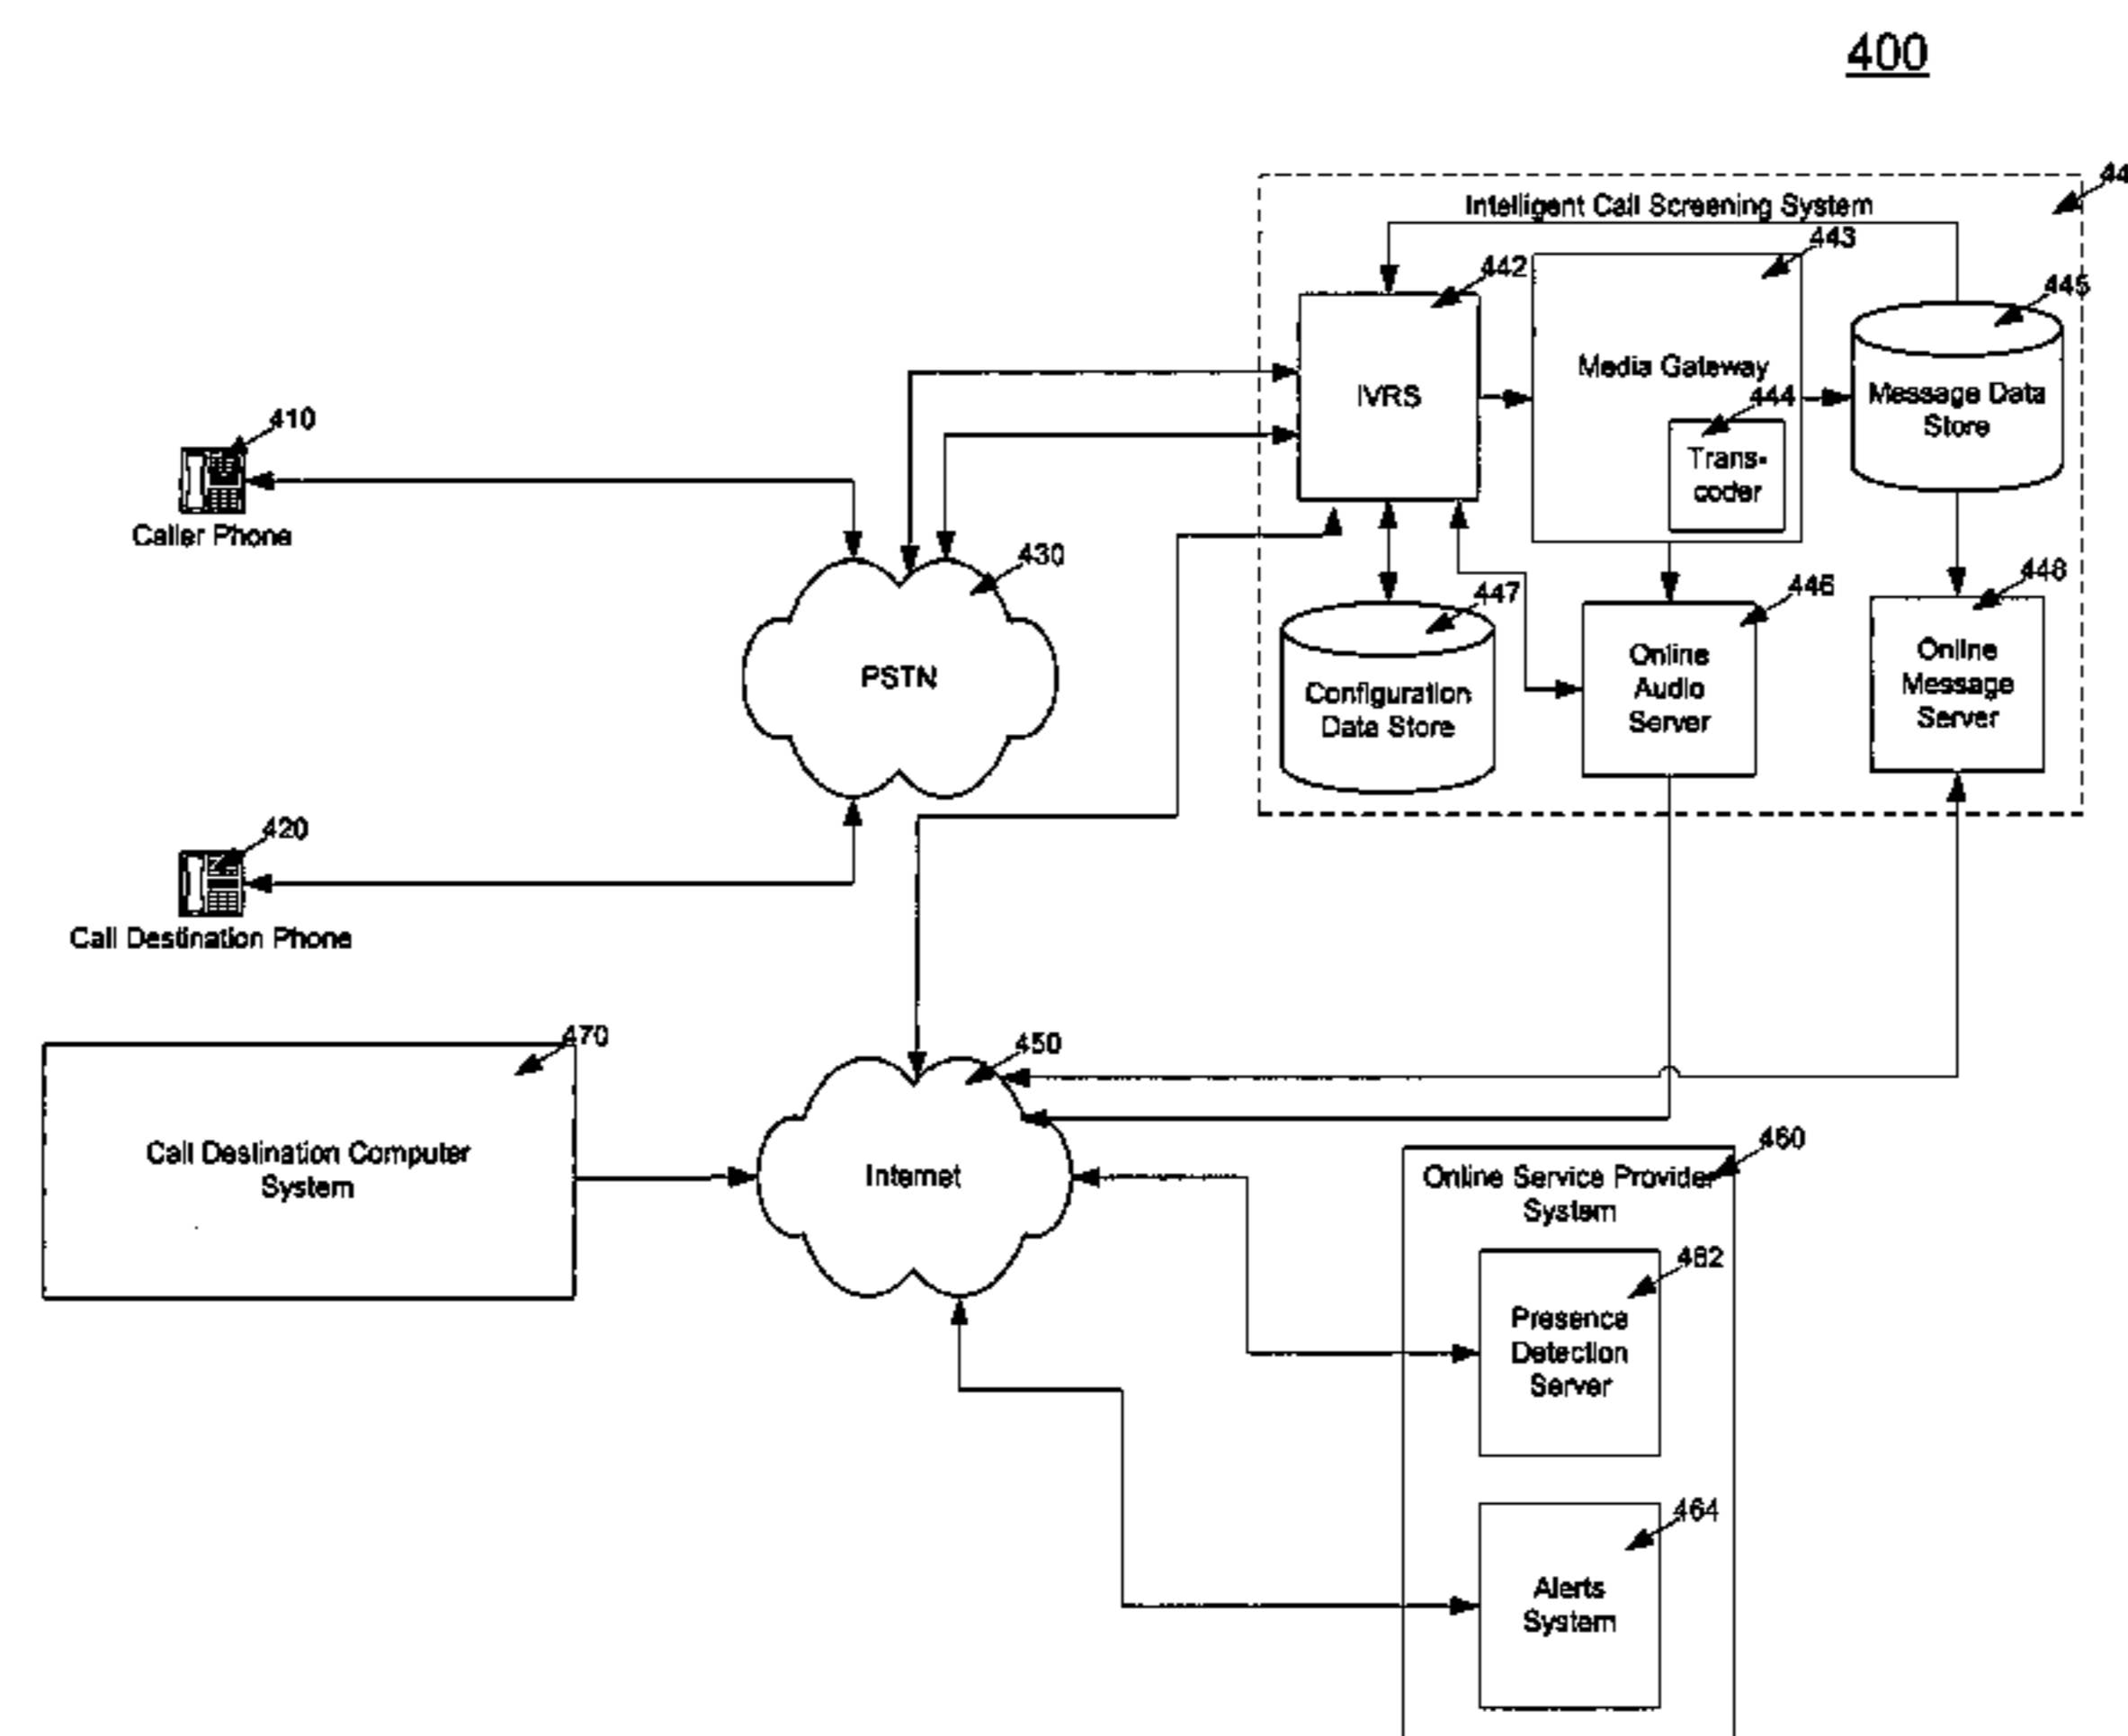 400
44
Intelligent Call Screening System
443
442
445
IVRS
Media Gateway
444
Trans-
coder
Message Data
Store
410
Caller Phone
430
PSTN
447
Configuration
Data Store
446
Online
Audio
Server
448
Online
Message
Server
420
Call Destination Phone
470
Call Destination Computer
System
450
Internet
460
Online Service Provider
System
462
Presence
Detection
Server
464
Alerts
System